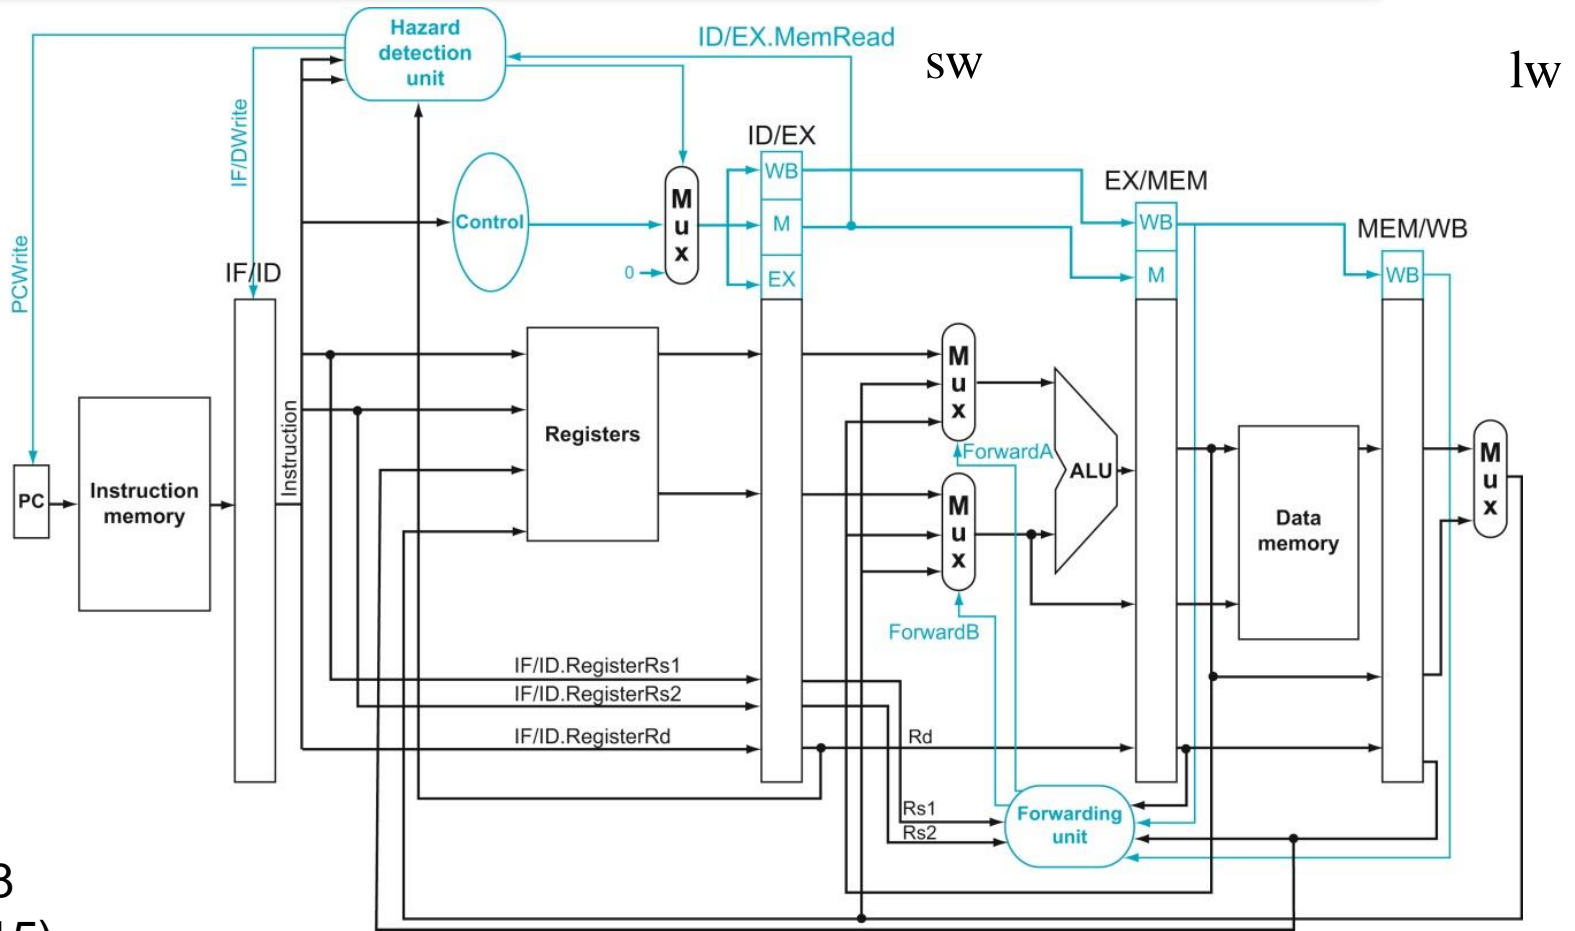 Hazard
detection
unit
ID/EX.MemRead
sw
lw
IF/DWrite
PCWrite
ID/EX
WB
M
EX
EX/MEM
WB
M
MEM/WB
WB
Control
M
u
x
0
IF/ID
Instruction
PC
Instruction
memory
Registers
M
u
x
ForwardA
M
u
x
ForwardB
ALU
Data
memory
M
u
x
IF/ID.RegisterRs1
IF/ID.RegisterRs2
IF/ID.RegisterRd
Rd
Rs1
Rs2
Forwarding
unit
3